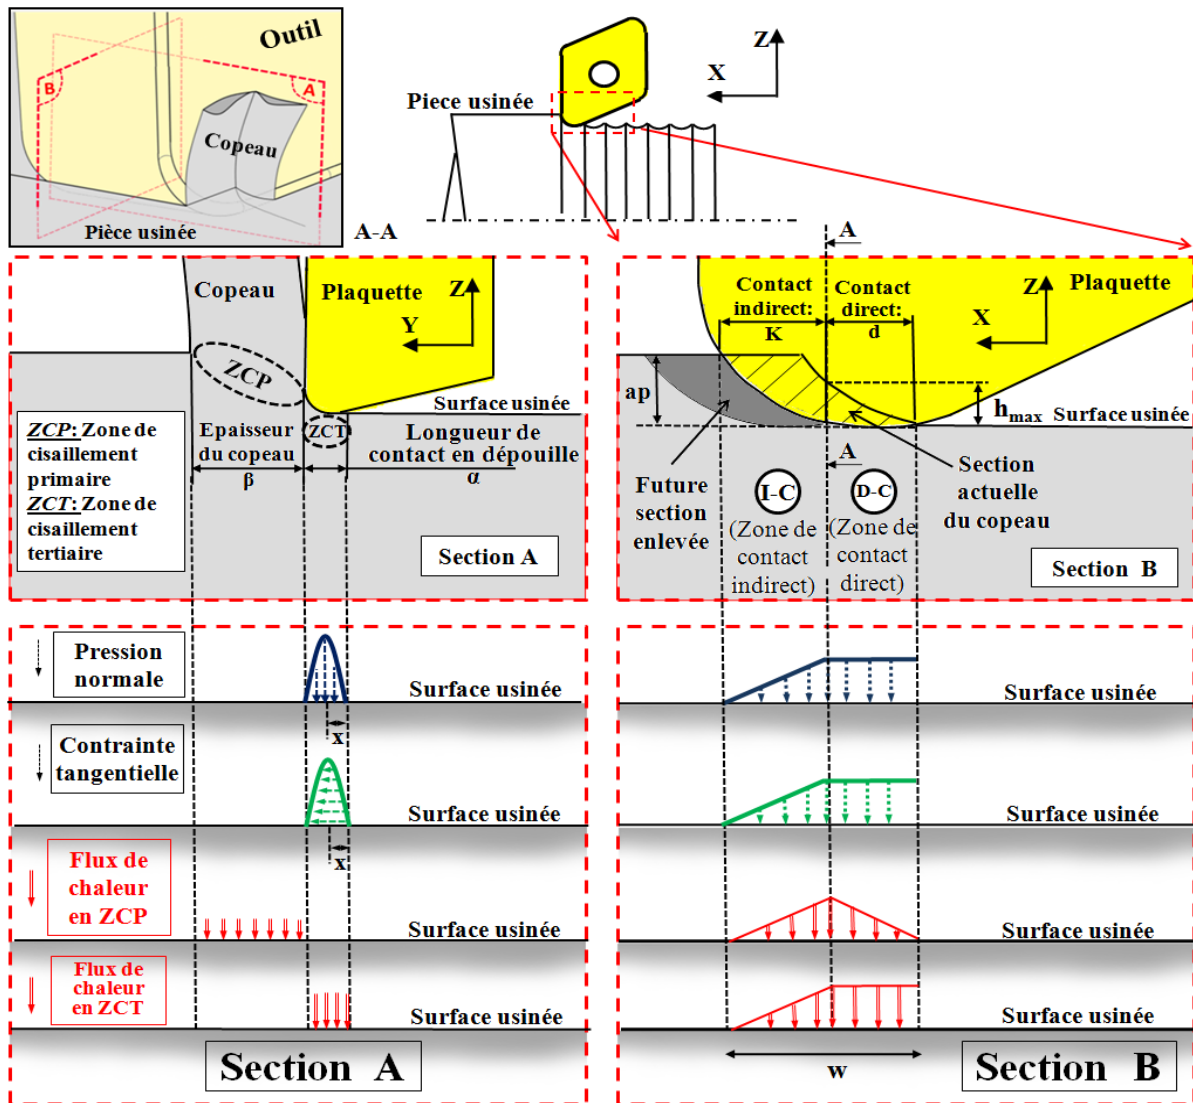 Outil
B
A
Copeau
Pièce usinée
Z
X
Piece usinée
A-A
Copeau
Plaquette
Z
Y
ZCP
Surface usinée
ZCP: Zone de
cisaillement
primaire
ZCT: Zone de
cisaillement
tertiaire
Epaisseur
du copeau
β
ZCT
Longueur de
contact en dépouille
α
Section A
A
Contact
indirect:
K
Contact
direct:
d
Plaquette
Z
X
ap
hmax
Surface usinée
A
Future
section
enlevée
I-C
(Zone de
contact
indirect)
D-C
(Zone de
contact
direct)
Section
actuelle
du copeau
Section B
Pression
normale
Surface usinée
x
Contrainte
tangentielle
Surface usinée
x
Flux de
chaleur
en ZCP
Surface usinée
Flux de
chaleur
en ZCT
Surface usinée
Section A
Surface usinée
Surface usinée
Surface usinée
Surface usinée
w
Section B